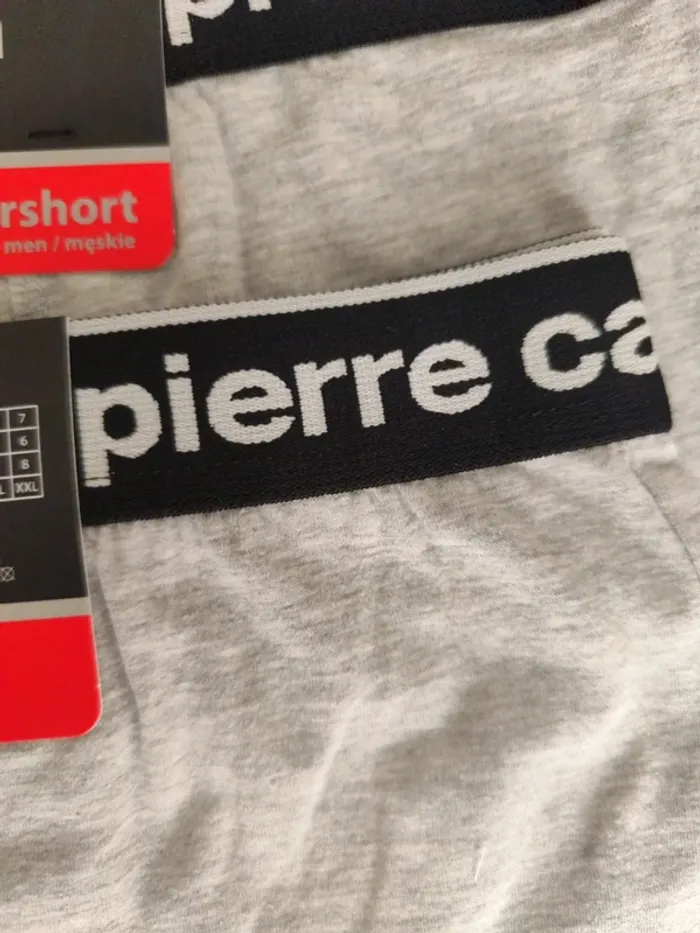 rshort
men / męskie
pierre ca
7
6
8
XXL